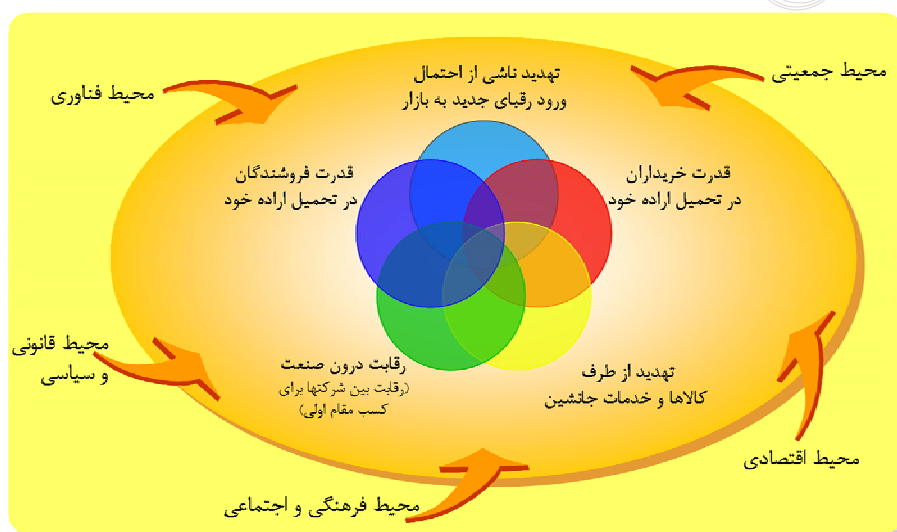 تهدید ناشی از احتمال
ورود رقبای جدید به بازار
محیط جمعیتی
محیط فناوری
قدرت خریداران
در تحمیل اراده خود
قدرت فروشندگان
در تحمیل اراده خود
محیط قانونی
و سیاسی
رقابت درون صنعت
(رقابت بین شرکتها برای
کسب مقام اولی)
تهدید از طرف
کالاها و خدمات جانشین
محیط اقتصادی
محیط فرهنگی و اجتماعی